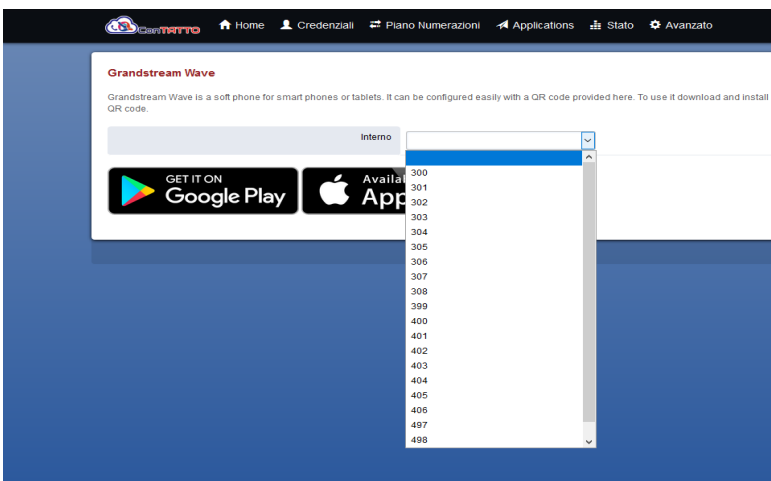 ConTATTO Home Credenziali Piano Numerazioni Applications Stato Avanzato
Grandstream Wave
Grandstream Wave is a soft phone for smart phones or tablets. It can be configured easily with a QR code provided here. To use it download and install
QR code.
Interno
GET IT ON
Google Play
Availa
App
300
301
302
303
304
305
306
307
308
399
400
401
402
403
404
405
406
497
498